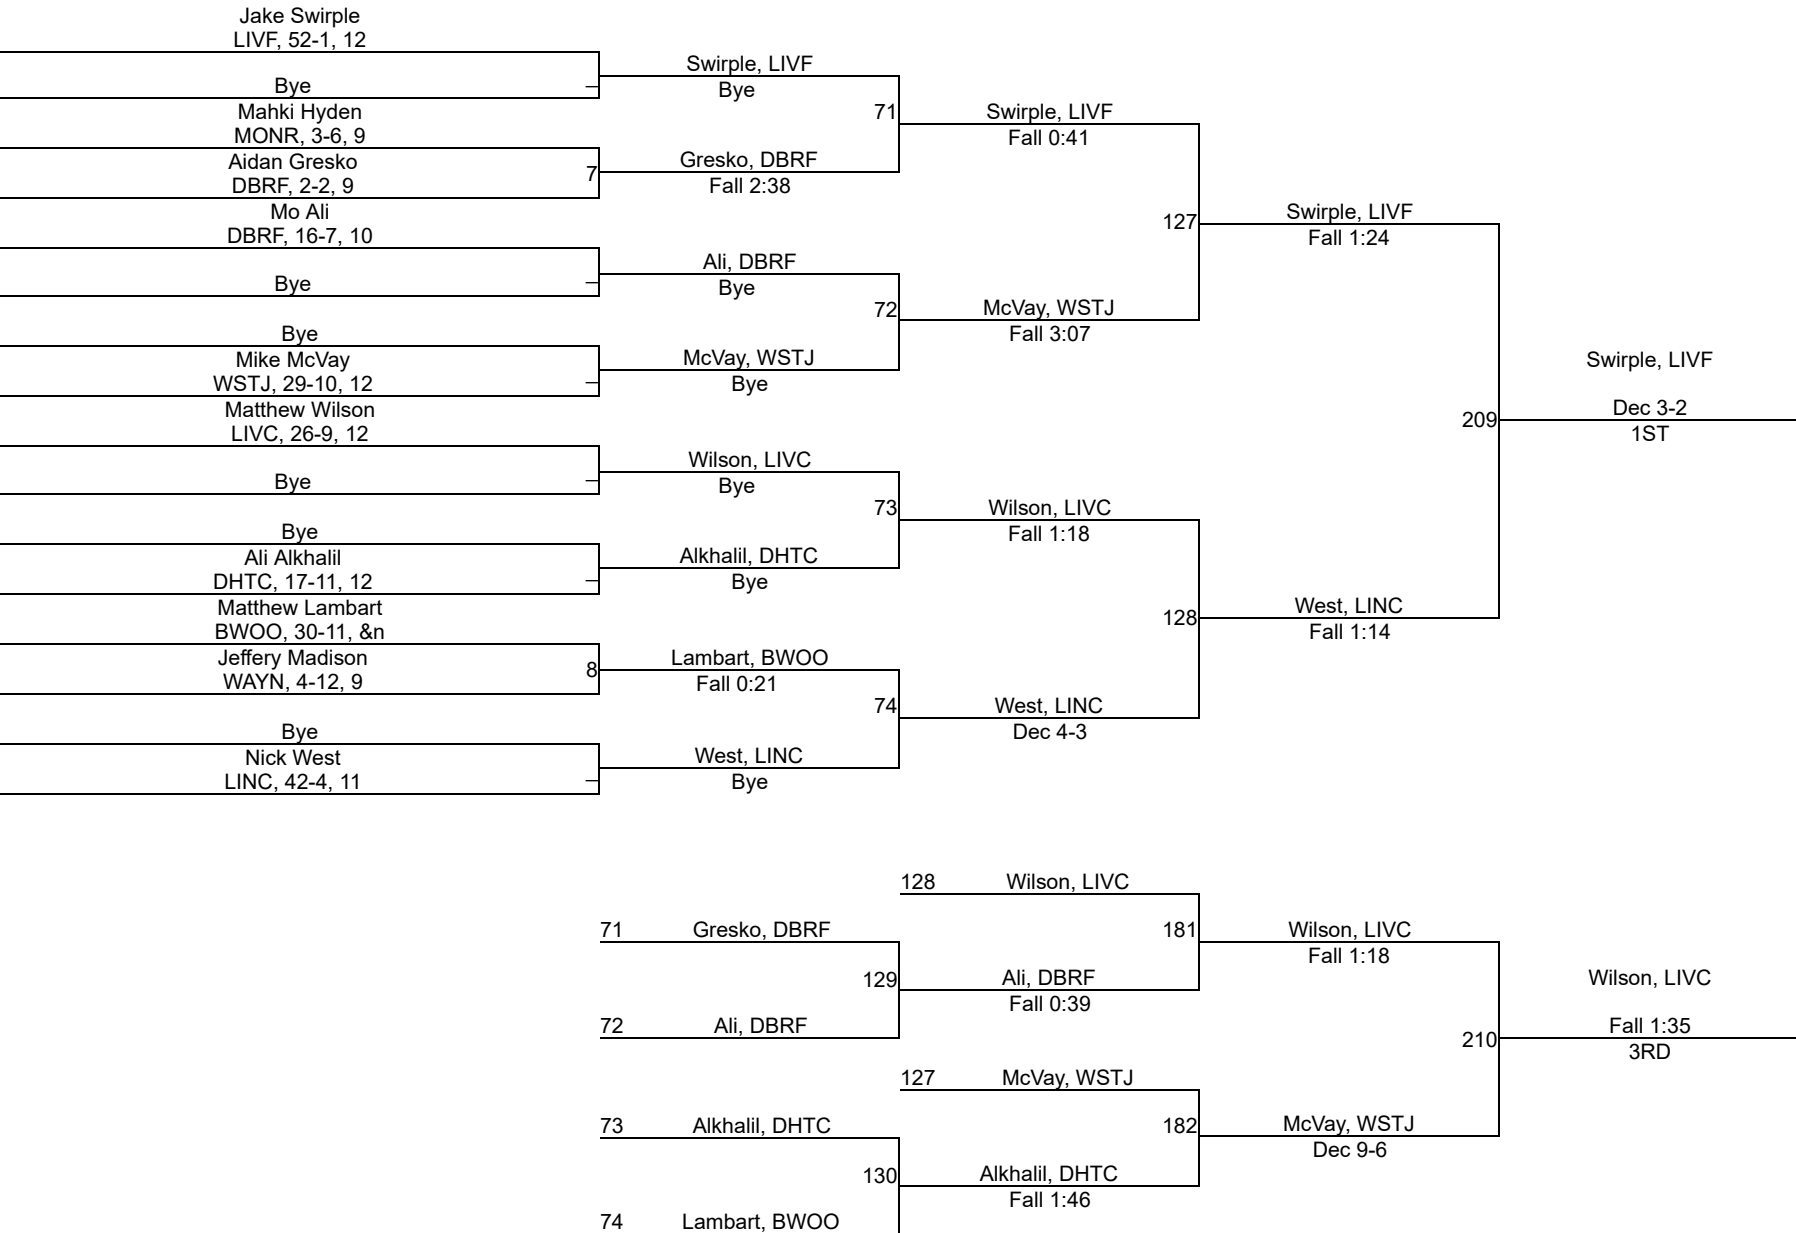 Jake Swirple
LIVF, 52-1, 12
Swirple, LIVF
Bye
–
Bye
Mahki Hyden
71
Swirple, LIVF
MONR, 3-6, 9
Fall 0:41
Aidan Gresko
7
Gresko, DBRF
DBRF, 2-2, 9
Fall 2:38
Mo Ali
127
Swirple, LIVF
DBRF, 16-7, 10
Fall 1:24
Ali, DBRF
Bye
–
Bye
72
McVay, WSTJ
Bye
Fall 3:07
Mike McVay
McVay, WSTJ
Swirple, LIVF
WSTJ, 29-10, 12
–
Bye
Matthew Wilson
209
Dec 3-2
LIVC, 26-9, 12
1ST
Wilson, LIVC
Bye
–
Bye
73
Wilson, LIVC
Bye
Fall 1:18
Ali Alkhalil
Alkhalil, DHTC
DHTC, 17-11, 12
–
Bye
Matthew Lambart
128
West, LINC
BWOO, 30-11, &n
Fall 1:14
Jeffery Madison
8
Lambart, BWOO
WAYN, 4-12, 9
Fall 0:21
74
West, LINC
Bye
Dec 4-3
Nick West
West, LINC
LINC, 42-4, 11
–
Bye
128
Wilson, LIVC
71
Gresko, DBRF
181
Wilson, LIVC
Fall 1:18
129
Ali, DBRF
Wilson, LIVC
Fall 0:39
72
Ali, DBRF
210
Fall 1:35
3RD
127
McVay, WSTJ
73
Alkhalil, DHTC
182
McVay, WSTJ
Dec 9-6
130
Alkhalil, DHTC
Fall 1:46
74
Lambart, BWOO